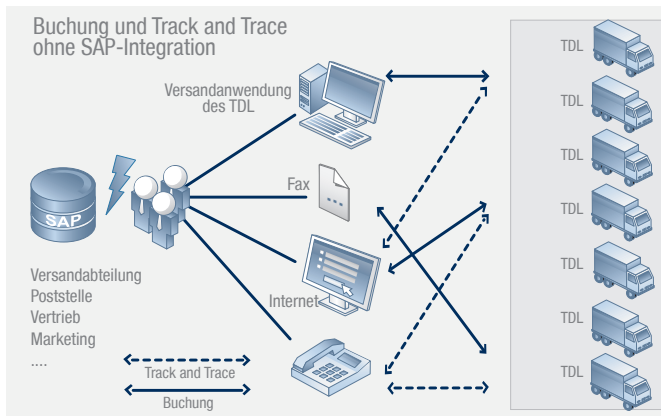 Buchung und Track and Trace
ohne SAP-Integration
Versandanwendung
des TDL
Fax
SAP
Internet
Versandabteilung
Poststelle
Vertrieb
Marketing
....
Track and Trace
Buchung
TDL
TDL
TDL
TDL
TDL
TDL
TDL